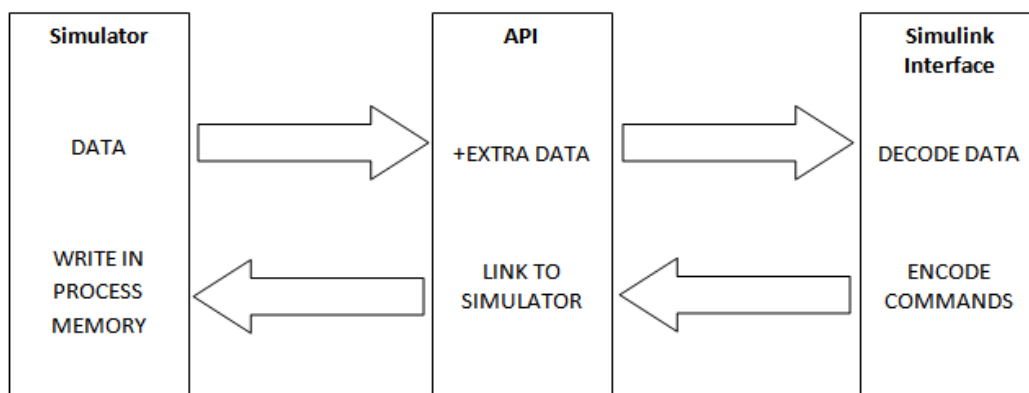 Simulator
API
Simulink
Interface
DATA
+EXTRA DATA
DECODE DATA
WRITE IN
PROCESS
MEMORY
LINK TO
SIMULATOR
ENCODE
COMMANDS